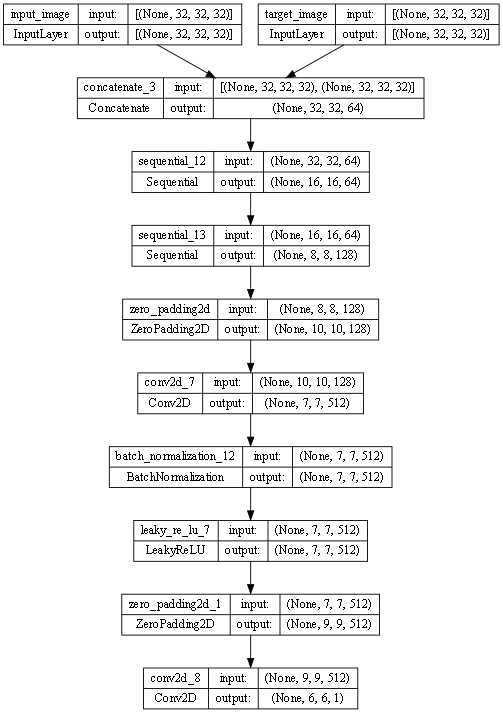 input_image input: [(None, 32, 32, 32)]
InputLayer output: [(None, 32, 32, 32)]
target_image input: [(None, 32, 32, 32)]
InputLayer output: [(None, 32, 32, 32)]
concatenate_3 input: [(None, 32, 32, 32), (None, 32, 32, 32)]
Concatenate output: (None, 32, 32, 64)
sequential_12 input: (None, 32, 32, 64)
Sequential output: (None, 16, 16, 64)
sequential_13 input: (None, 16, 16, 64)
Sequential output: (None, 8, 8, 128)
zero_padding2d input: (None, 8, 8, 128)
ZeroPadding2D output: (None, 10, 10, 128)
conv2d_7 input: (None, 10, 10, 128)
Conv2D output: (None, 7, 7, 512)
batch_normalization_12 input: (None, 7, 7, 512)
BatchNormalization output: (None, 7, 7, 512)
leaky_re_lu_7 input: (None, 7, 7, 512)
LeakyReLU output: (None, 7, 7, 512)
zero_padding2d_1 input: (None, 7, 7, 512)
ZeroPadding2D output: (None, 9, 9, 512)
conv2d_8 input: (None, 9, 9, 512)
Conv2D output: (None, 6, 6, 1)